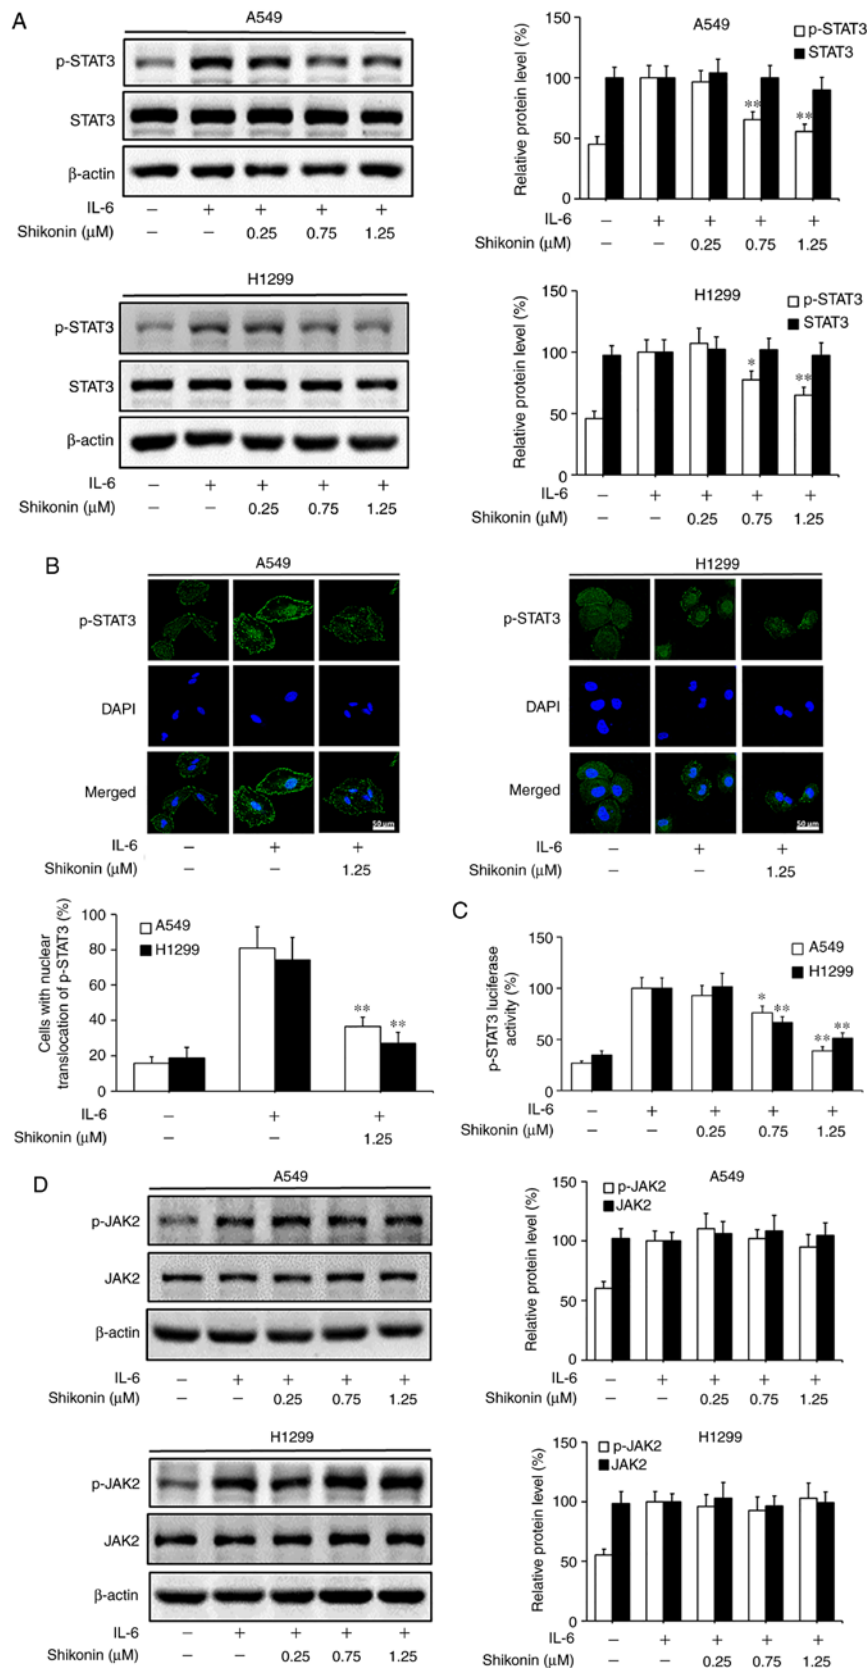 A
A549
p-STAT3
STAT3
β-actin
IL-6 – + + + +
Shikonin (μM) – – 0.25 0.75 1.25
Relative protein level (%)
150
100
50
0
A549
p-STAT3
STAT3
** **
IL-6 – + + + +
Shikonin (μM) – – 0.25 0.75 1.25
H1299
p-STAT3
STAT3
β-actin
IL-6 – + + + +
Shikonin (μM) – – 0.25 0.75 1.25
Relative protein level (%)
150
100
50
0
H1299
p-STAT3
STAT3
* **
IL-6 – + + + +
Shikonin (μM) – – 0.25 0.75 1.25
B
A549
p-STAT3
DAPI
Merged
50 μm
IL-6 – + +
Shikonin (μM) – – 1.25
H1299
p-STAT3
DAPI
Merged
50 μm
IL-6 – + +
Shikonin (μM) – – 1.25
Cells with nuclear
translocation of p-STAT3 (%)
100
80
60
40
20
0
A549
H1299
** **
IL-6 – + +
Shikonin (μM) – – 1.25
C
p-STAT3 luciferase
activity (%)
150
100
50
0
A549
H1299
* ** ** **
IL-6 – + + + +
Shikonin (μM) – – 0.25 0.75 1.25
D
A549
p-JAK2
JAK2
β-actin
IL-6 – + + + +
Shikonin (μM) – – 0.25 0.75 1.25
Relative protein level (%)
150
100
50
0
p-JAK2
JAK2
A549
IL-6 – + + + +
Shikonin (μM) – – 0.25 0.75 1.25
H1299
p-JAK2
JAK2
β-actin
IL-6 – + + + +
Shikonin (μM) – – 0.25 0.75 1.25
Relative protein level (%)
150
100
50
0
p-JAK2
JAK2
H1299
IL-6 – + + + +
Shikonin (μM) – – 0.25 0.75 1.25